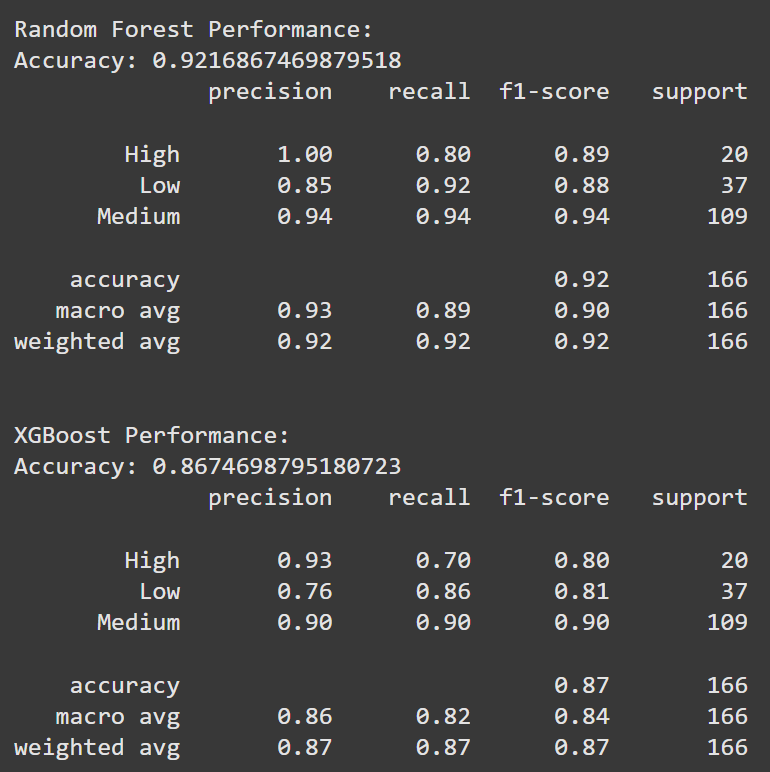 Random Forest Performance:
Accuracy: 0.9216867469879518
              precision    recall  f1-score   support

        High       1.00      0.80      0.89        20
         Low       0.85      0.92      0.88        37
      Medium       0.94      0.94      0.94       109

    accuracy                           0.92       166
   macro avg       0.93      0.89      0.90       166
weighted avg       0.92      0.92      0.92       166

XGBoost Performance:
Accuracy: 0.8674698795180723
              precision    recall  f1-score   support

        High       0.93      0.70      0.80        20
         Low       0.76      0.86      0.81        37
      Medium       0.90      0.90      0.90       109

    accuracy                           0.87       166
   macro avg       0.86      0.82      0.84       166
weighted avg       0.87      0.87      0.87       166